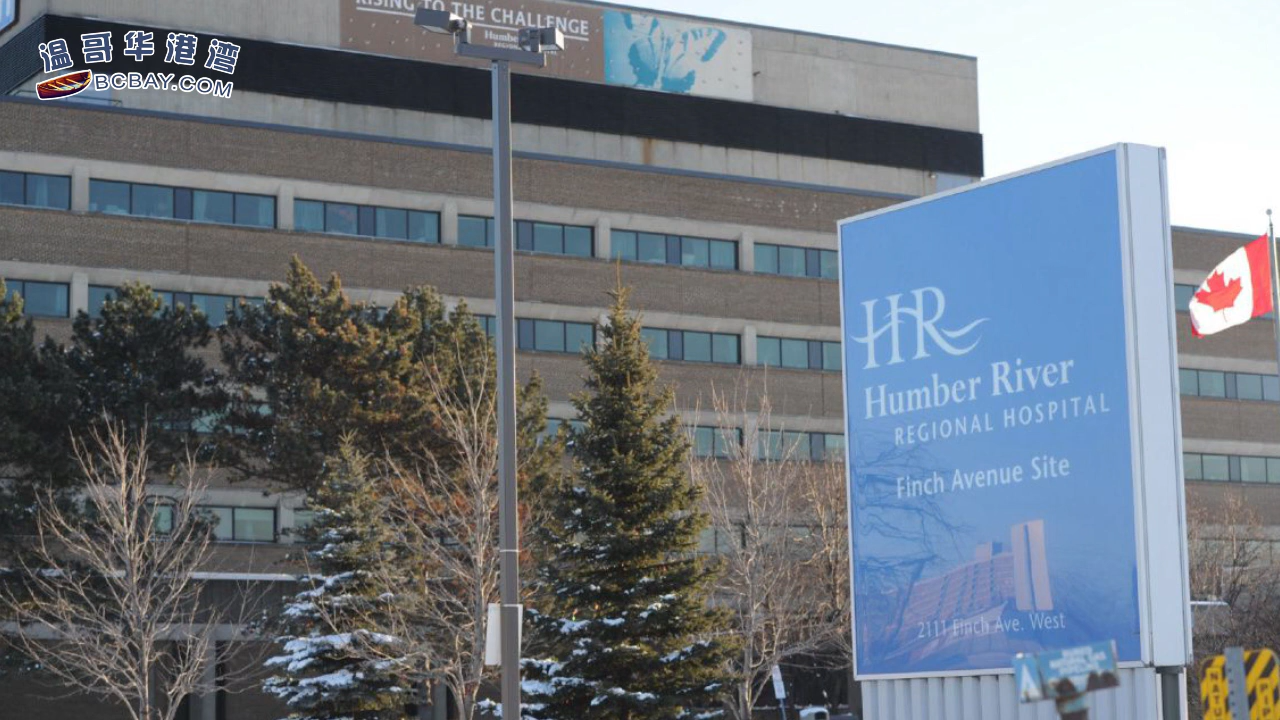 温哥华港湾
BCBAY.COM
RISING TO THE CHALLENGE
Humber
HR
Humber River
REGIONAL HOSPITAL
Finch Avenue Site
2111 Finch Ave. West